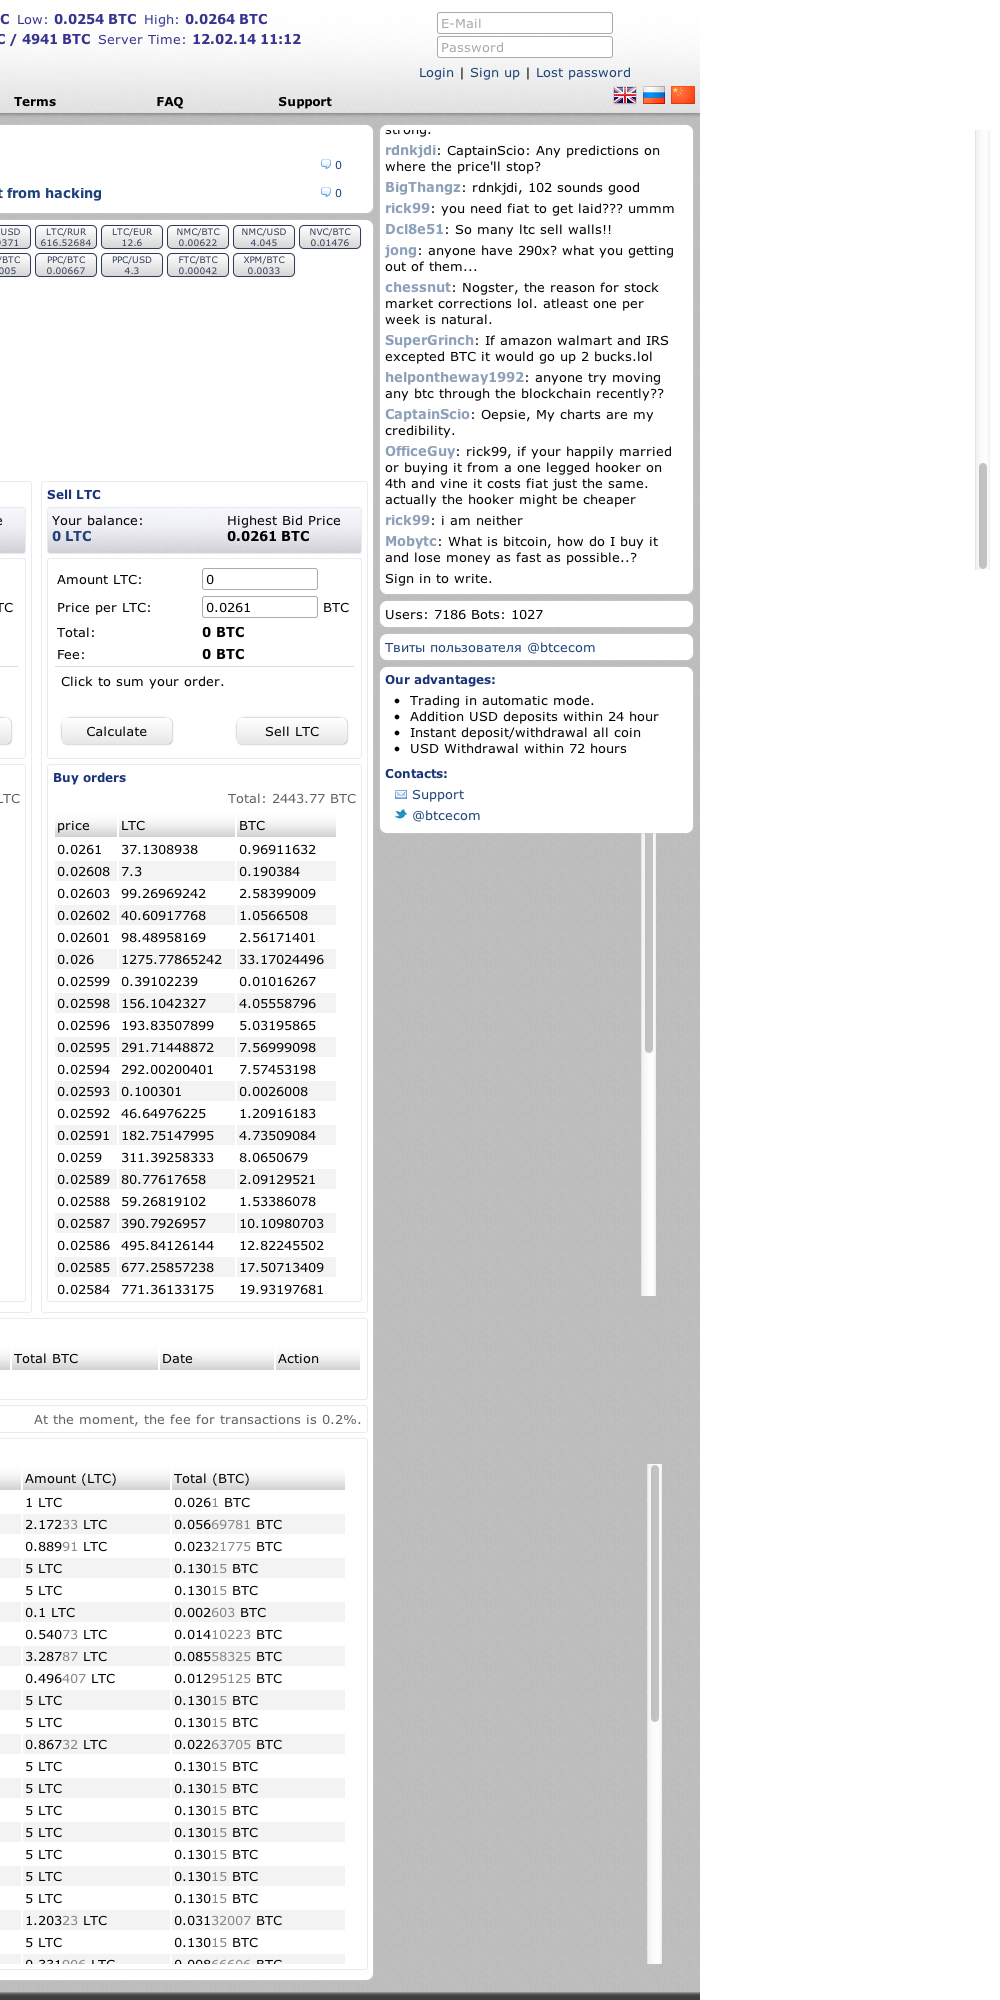 C Low: 0.0254 BTC High: 0.0264 BTC
C / 4941 BTC Server Time: 12.02.14 11:12
E-Mail
Password
Login | Sign up | Lost password
Terms FAQ Support
0
t from hacking 0
USD LTC/RUR LTC/EUR NMC/BTC NMC/USD NVC/BTC
371 616.52684 12.6 0.00622 4.045 0.01476
/BTC PPC/BTC PPC/USD FTC/BTC XPM/BTC
005 0.00667 4.3 0.00042 0.0033
strong.
rdnkjdi: CaptainScio: Any predictions on
where the price'll stop?
BigThangz: rdnkjdi, 102 sounds good
rick99: you need fiat to get laid??? ummm
Dcl8e51: So many ltc sell walls!!
jong: anyone have 290x? what you getting
out of them...
chessnut: Nogster, the reason for stock
market corrections lol. atleast one per
week is natural.
SuperGrinch: If amazon walmart and IRS
excepted BTC it would go up 2 bucks.lol
helpontheway1992: anyone try moving
any btc through the blockchain recently??
CaptainScio: Oepsie, My charts are my
credibility.
OfficeGuy: rick99, if your happily married
or buying it from a one legged hooker on
4th and vine it costs fiat just the same.
actually the hooker might be cheaper
rick99: i am neither
Mobytc: What is bitcoin, how do I buy it
and lose money as fast as possible..?
Sign in to write.
Users: 7186 Bots: 1027
Твиты пользователя @btcecom
Our advantages:
• Trading in automatic mode.
• Addition USD deposits within 24 hour
• Instant deposit/withdrawal all coin
• USD Withdrawal within 72 hours
Contacts:
Support
@btcecom
Sell LTC
e Your balance: Highest Bid Price
0 LTC 0.0261 BTC
Amount LTC: 0
TC Price per LTC: 0.0261 BTC
Total: 0 BTC
Fee: 0 BTC
Click to sum your order.
Calculate Sell LTC
Buy orders
LTC Total: 2443.77 BTC
price LTC BTC
0.0261 37.1308938 0.96911632
0.02608 7.3 0.190384
0.02603 99.26969242 2.58399009
0.02602 40.60917768 1.0566508
0.02601 98.48958169 2.56171401
0.026 1275.77865242 33.17024496
0.02599 0.39102239 0.01016267
0.02598 156.1042327 4.05558796
0.02596 193.83507899 5.03195865
0.02595 291.71448872 7.56999098
0.02594 292.00200401 7.57453198
0.02593 0.100301 0.0026008
0.02592 46.64976225 1.20916183
0.02591 182.75147995 4.73509084
0.0259 311.39258333 8.0650679
0.02589 80.77617658 2.09129521
0.02588 59.26819102 1.53386078
0.02587 390.7926957 10.10980703
0.02586 495.84126144 12.82245502
0.02585 677.25857238 17.50713409
0.02584 771.36133175 19.93197681
Total BTC Date Action
At the moment, the fee for transactions is 0.2%.
Amount (LTC) Total (BTC)
1 LTC 0.0261 BTC
2.17233 LTC 0.05669781 BTC
0.88991 LTC 0.02321775 BTC
5 LTC 0.13015 BTC
5 LTC 0.13015 BTC
0.1 LTC 0.002603 BTC
0.54073 LTC 0.01410223 BTC
3.28787 LTC 0.08558325 BTC
0.496407 LTC 0.01295125 BTC
5 LTC 0.13015 BTC
5 LTC 0.13015 BTC
0.86732 LTC 0.02263705 BTC
5 LTC 0.13015 BTC
5 LTC 0.13015 BTC
5 LTC 0.13015 BTC
5 LTC 0.13015 BTC
5 LTC 0.13015 BTC
5 LTC 0.13015 BTC
5 LTC 0.13015 BTC
1.20323 LTC 0.03132007 BTC
5 LTC 0.13015 BTC